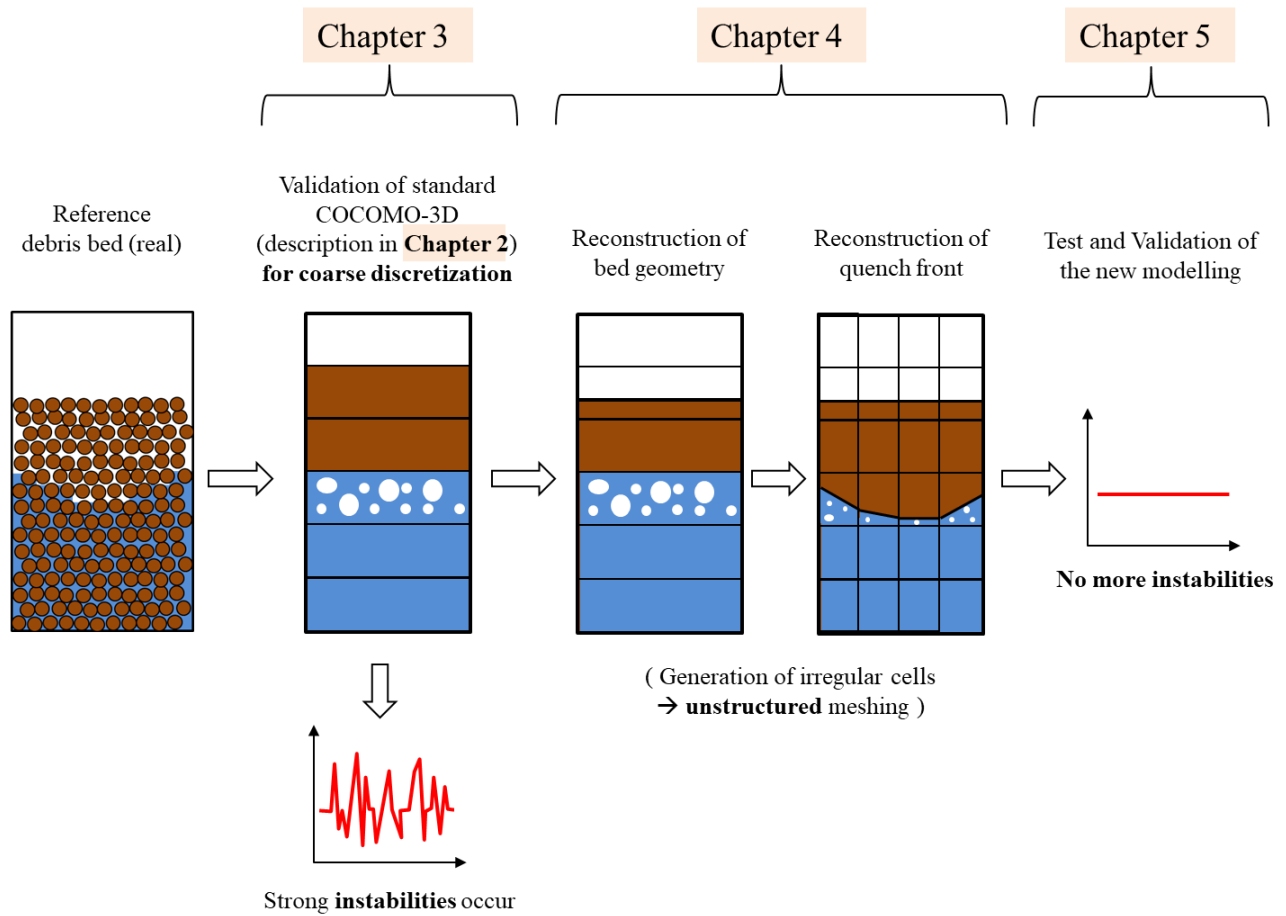 Chapter 3
Chapter 4
Chapter 5
Reference
debris bed (real)
Validation of standard
COCOMO-3D
(description in Chapter 2)
for coarse discretization
Reconstruction of
bed geometry
Reconstruction of
quench front
Test and Validation of
the new modelling
No more instabilities
( Generation of irregular cells
→ unstructured meshing )
Strong instabilities occur